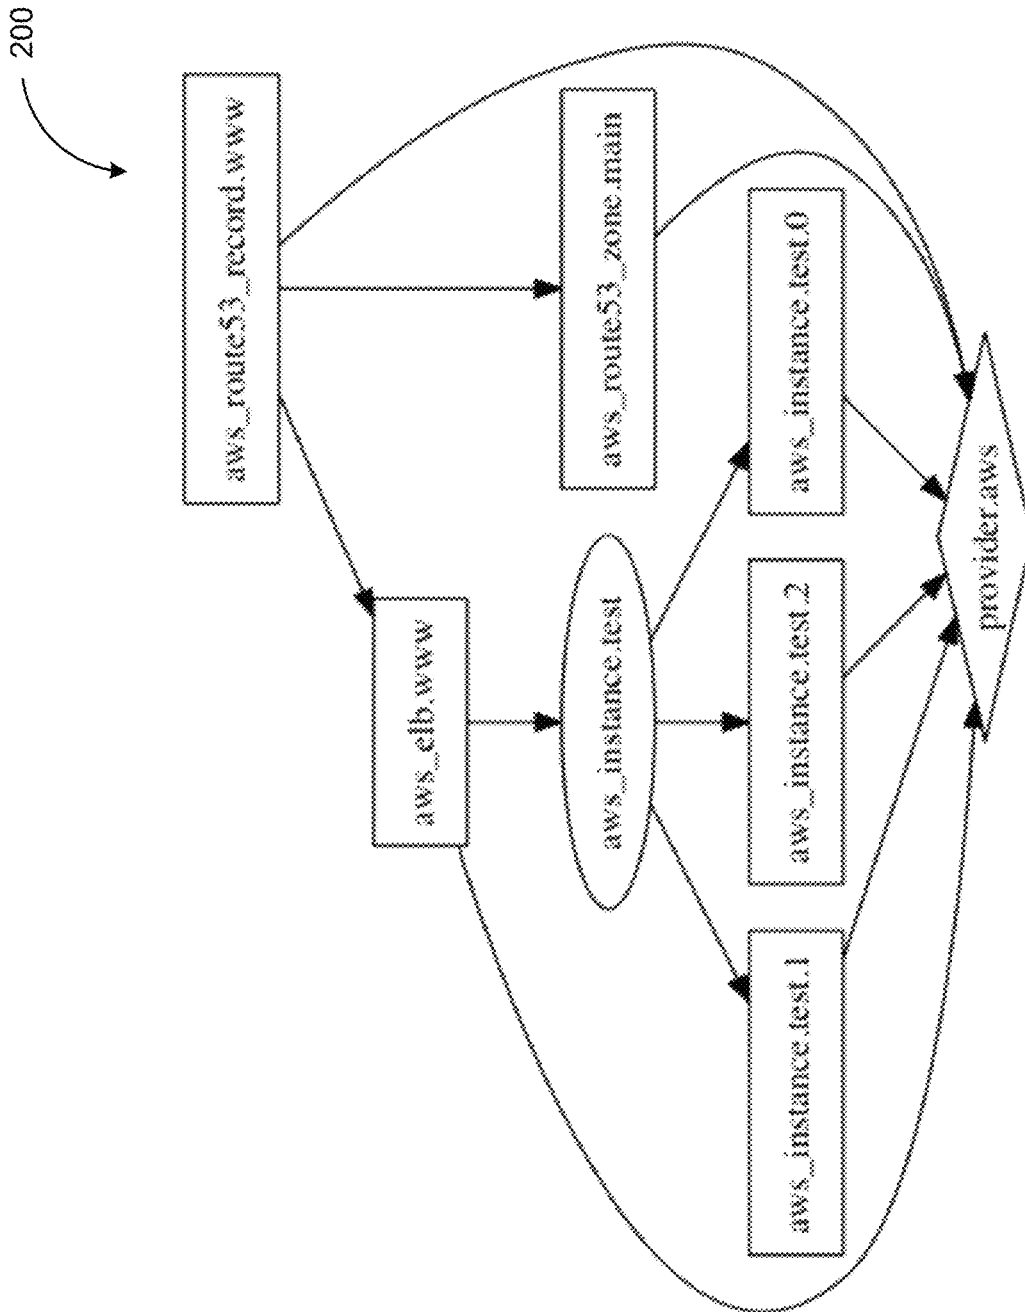 200
aws_route53_record.www
aws_elb.www
aws_route53_zone.main
aws_instance.test
aws_instance.test.1
aws_instance.test.2
aws_instance.test.0
provider.aws